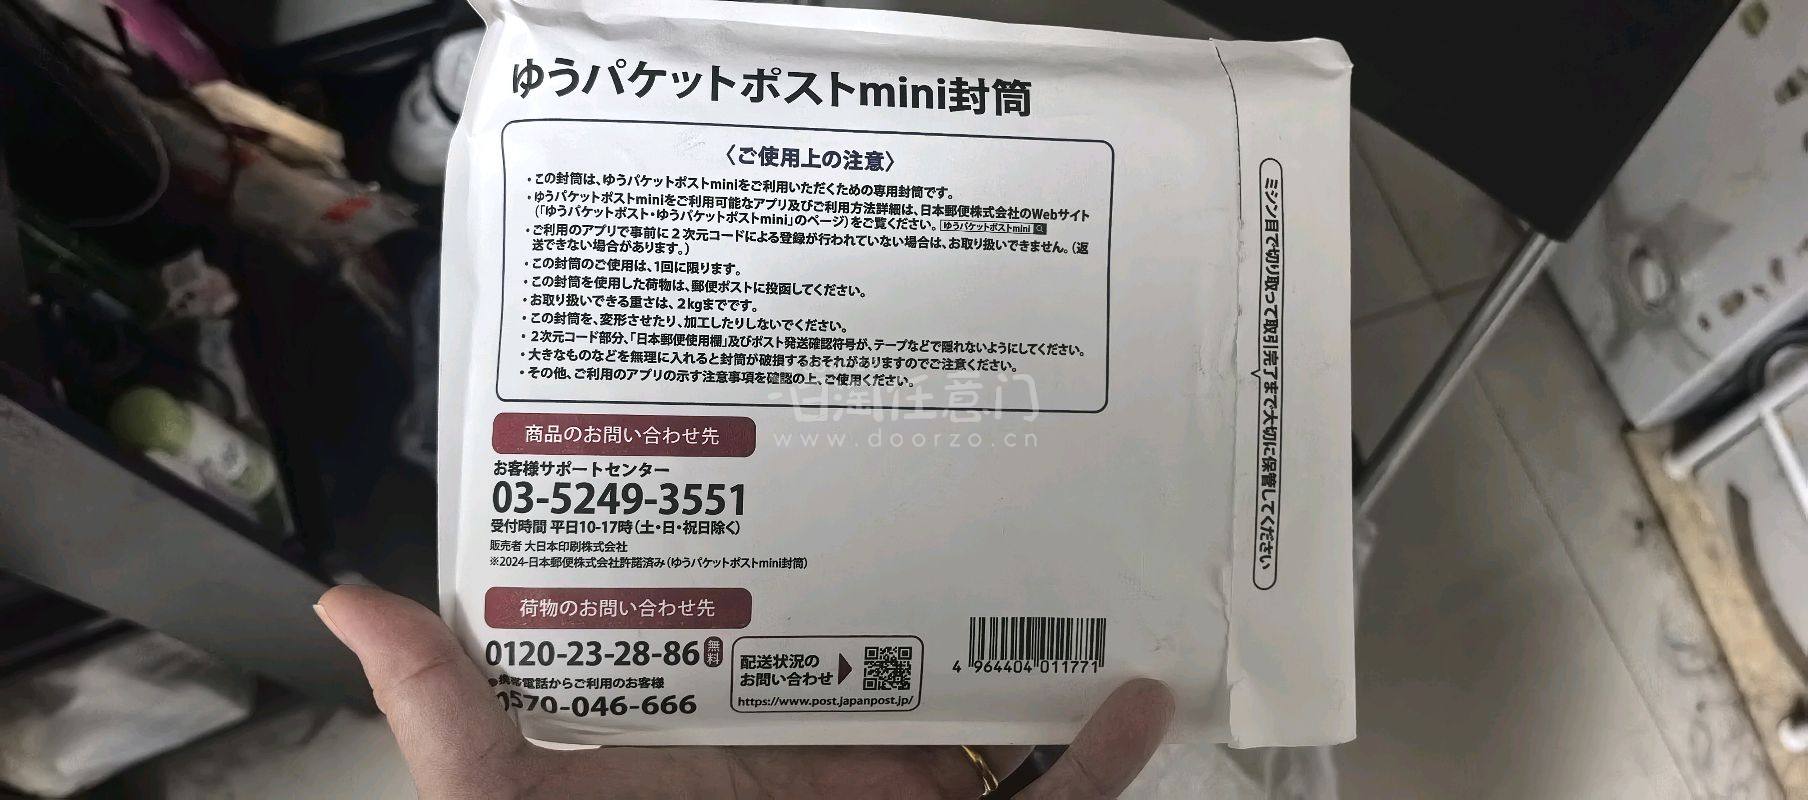 ゆうパケットポストmini封筒
〈ご使用上の注意〉
・この封筒は、ゆうパケットポストminiをご利用いただくための専用封筒です。
・ゆうパケットポストminiをご利用可能なアプリ及びご利用方法詳細は、日本郵便株式会社のWebサイト
(「ゆうパケットポスト・ゆうパケットポストmini」のページ)をご覧ください。 ゆうパケットポストmini
・ご利用のアプリで事前に2次元コードによる登録が行われていない場合は、お取り扱いできません。(返
送できない場合があります。)
・この封筒のご使用は、1回に限ります。
・この封筒を使用した荷物は、郵便ポストに投函してください。
・お取り扱いできる重さは、2kgまでです。
・この封筒を、変形させたり、加工したりしないでください。
・2次元コード部分、「日本郵便使用欄」及びポスト発送確認符号が、テープなどで隠れないようにしてください。
・大きなものなどを無理に入れると封筒が破損するおそれがありますのでご注意ください。
・その他、ご利用のアプリの示す注意事項を確認の上、ご使用ください。
任意门
www.doorzo.cn
商品のお問い合わせ先
お客様サポートセンター
03-5249-3551
受付時間 平日10-17時(土・日・祝日除く)
販売者 大日本印刷株式会社
※2024-日本郵便株式会社許諾済み(ゆうパケットポストmini封筒)
荷物のお問い合わせ先
0120-23-28-86 無料
●携帯電話からご利用のお客様
0570-046-666
配送状況の
お問い合わせ
https://www.post.japanpost.jp/
4 964404 011771
ミシン目で切り取って取引完了まで大切に保管してください